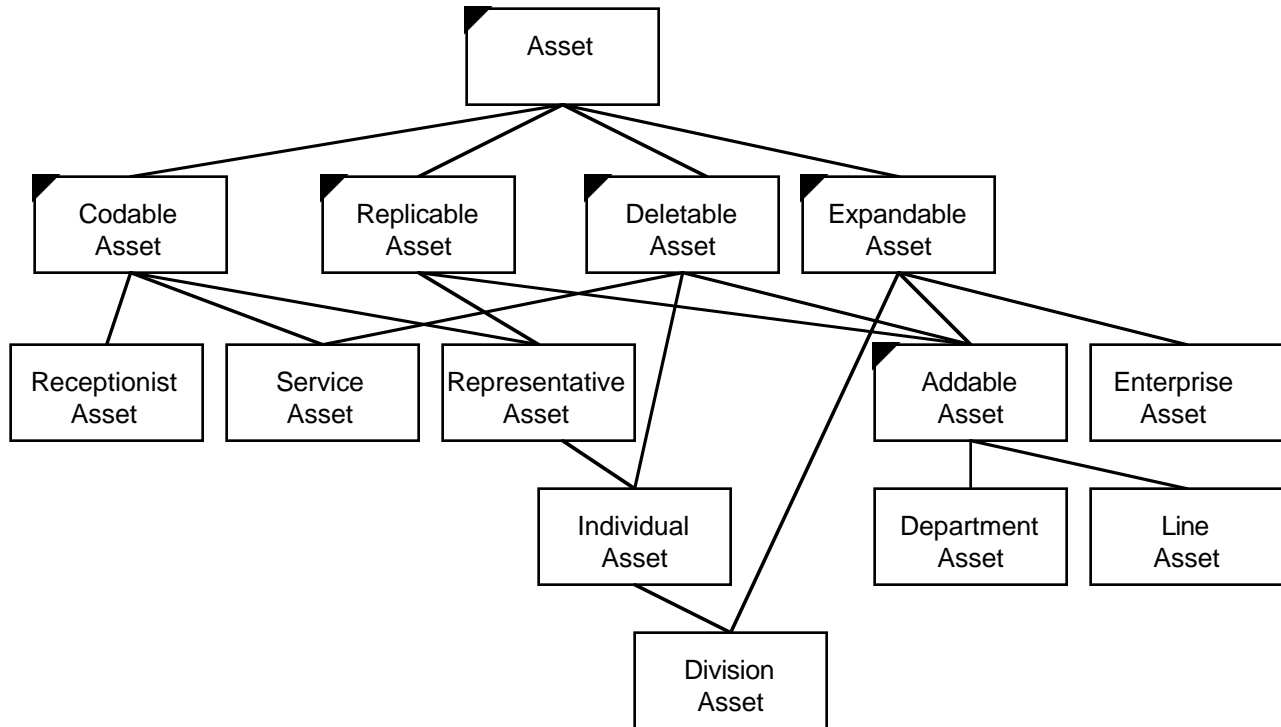 Asset
Codable
Asset
Replicable
Asset
Deletable
Asset
Expandable
Asset
Receptionist
Asset
Service
Asset
Representative
Asset
Addable
Asset
Enterprise
Asset
Individual
Asset
Department
Asset
Line
Asset
Division
Asset